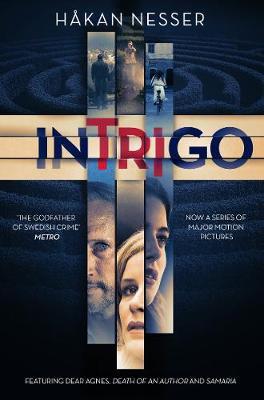 HÅKAN NESSER
INTRIGO
'THE GODFATHER
OF SWEDISH CRIME'
METRO
NOW A SERIES OF
MAJOR MOTION
PICTURES
FEATURING DEAR AGNES, DEATH OF AN AUTHOR AND SAMARIA